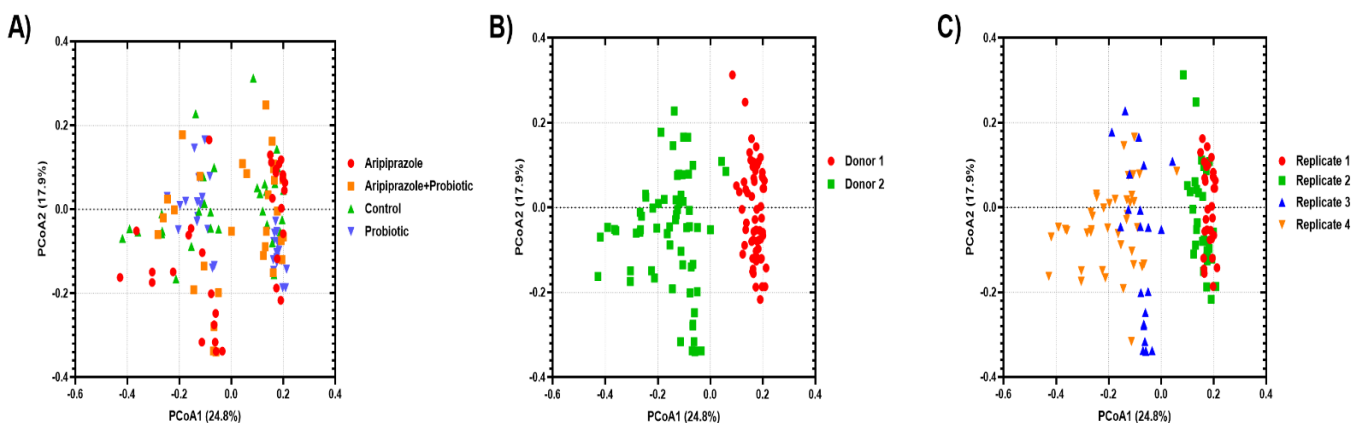 A)
PCoA2 (17.9%)
0.4
0.2
0.0
-0.2
-0.4
-0.6
-0.4
-0.2
0.0
0.2
0.4
PCoA1 (24.8%)
Aripiprazole
Aripiprazole+Probiotic
Control
Probiotic
B)
PCoA2 (17.9%)
0.4
0.2
0.0
-0.2
-0.4
-0.6
-0.4
-0.2
0.0
0.2
0.4
PCoA1 (24.8%)
Donor 1
Donor 2
C)
PCoA2 (17.9%)
0.4
0.2
0.0
-0.2
-0.4
-0.6
-0.4
-0.2
0.0
0.2
0.4
PCoA1 (24.8%)
Replicate 1
Replicate 2
Replicate 3
Replicate 4